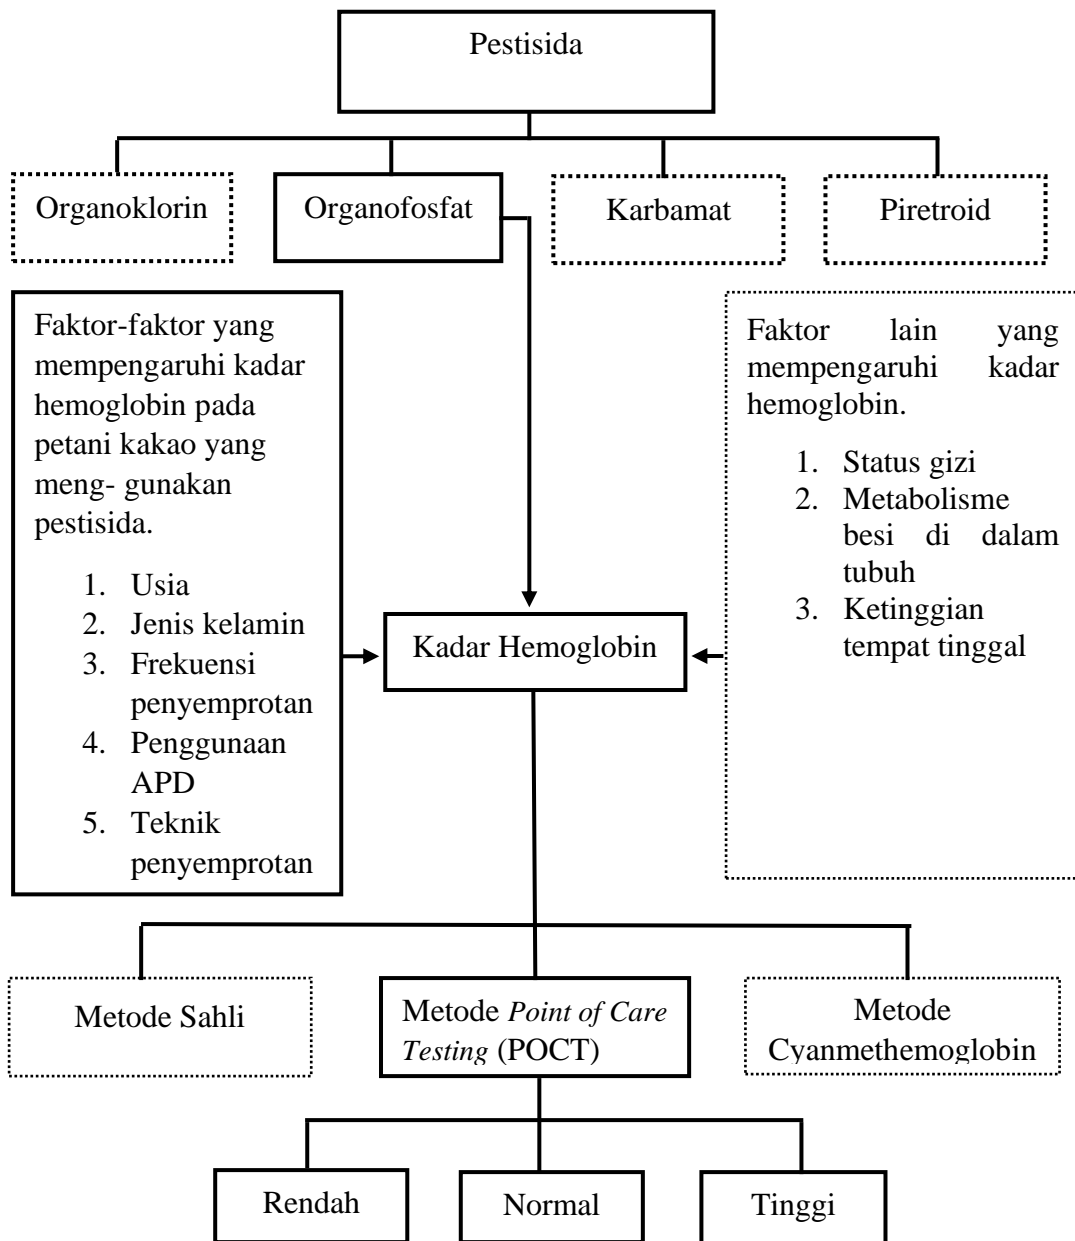 Pestisida
Organoklorin
Organofosfat
Karbamat
Piretroid
Faktor-faktor yang
mempengaruhi kadar
hemoglobin pada
petani kakao yang
meng- gunakan
pestisida.
1. Usia
2. Jenis kelamin
3. Frekuensi
penyemprotan
4. Penggunaan
APD
5. Teknik
penyemprotan
Kadar Hemoglobin
Faktor lain yang
mempengaruhi kadar
hemoglobin.
1. Status gizi
2. Metabolisme
besi di dalam
tubuh
3. Ketinggian
tempat tinggal
Metode Sahli
Metode Point of Care
Testing (POCT)
Metode
Cyanmethemoglobin
Rendah
Normal
Tinggi